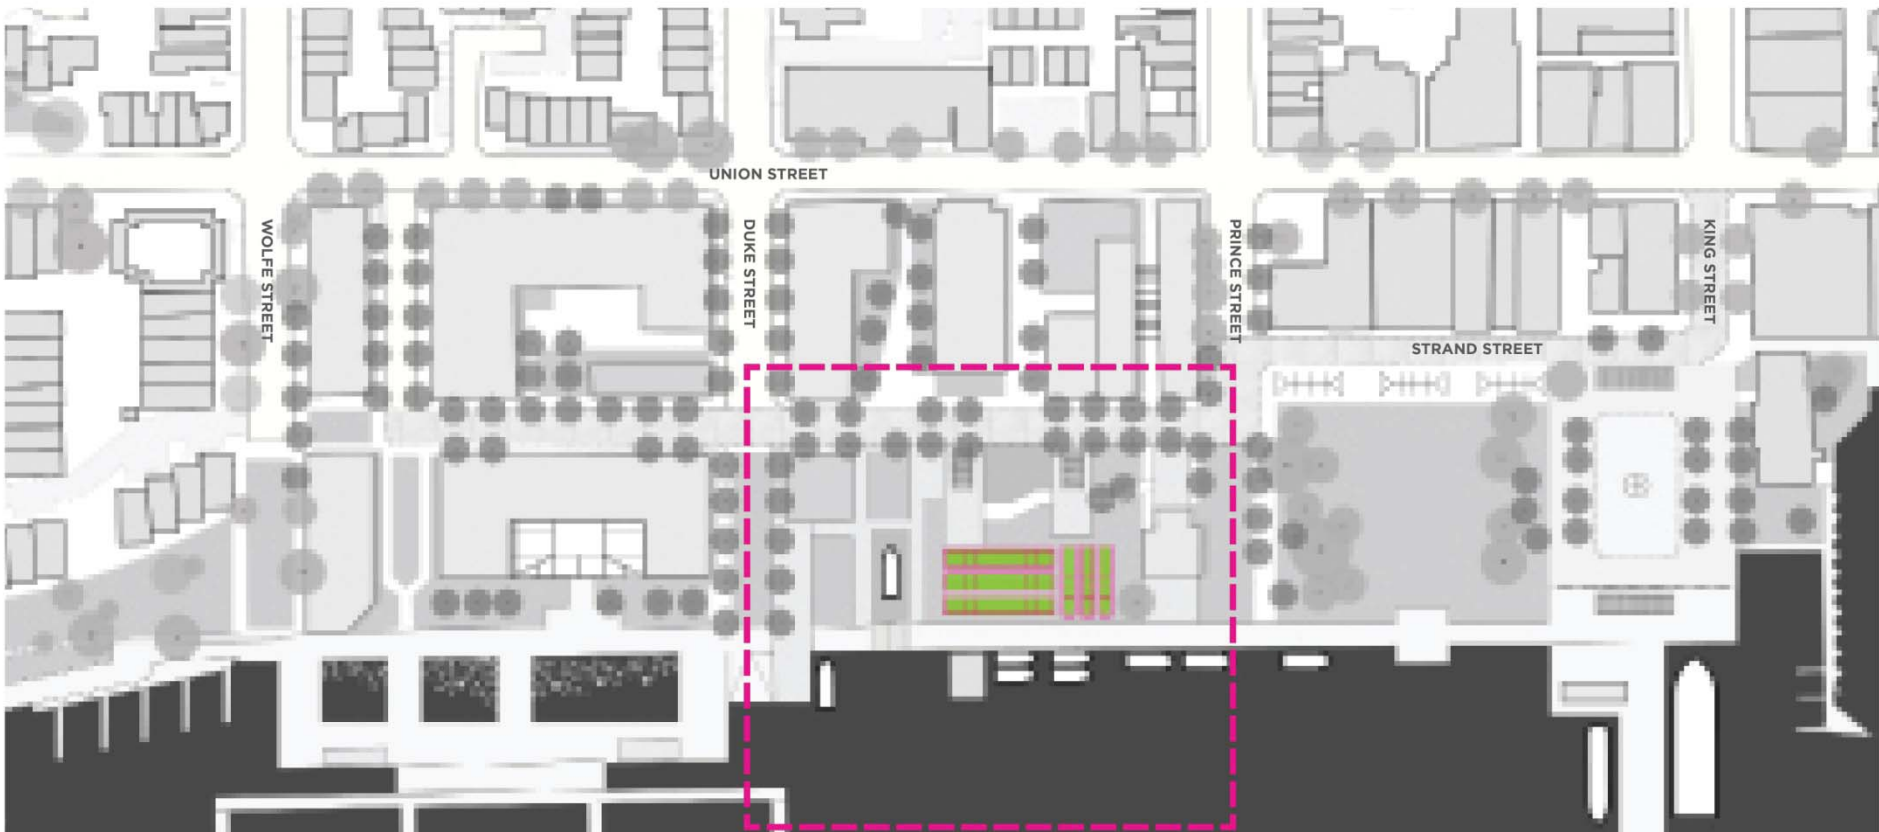 UNION STREET
WOLFE STREET
DUKE STREET
PRINCE STREET
KING STREET
STRAND STREET